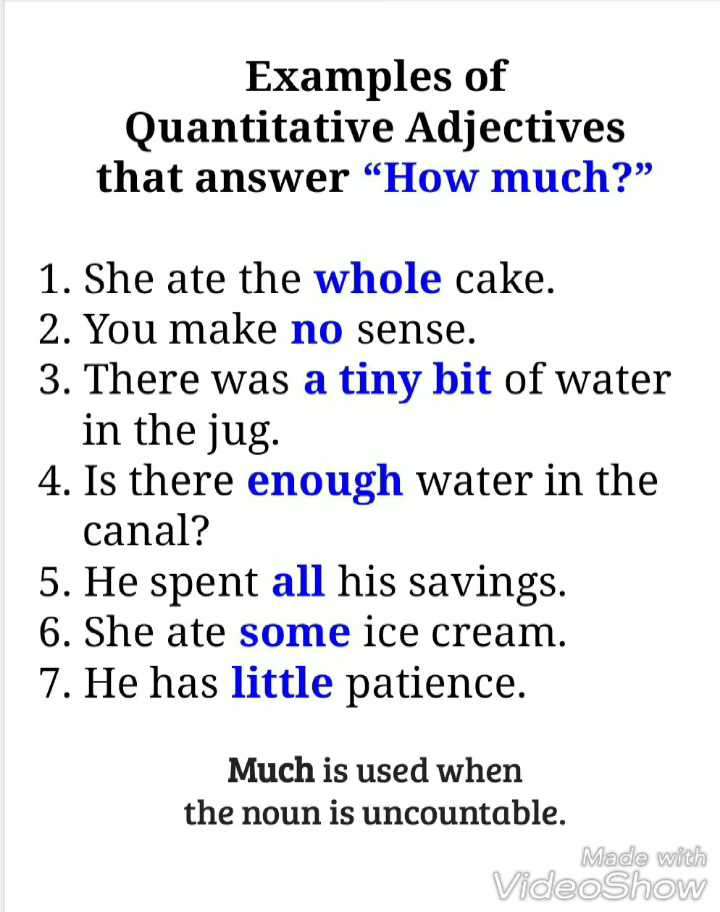 Examples of
Quantitative Adjectives
that answer “How much?”
1. She ate the whole cake.
2. You make no sense.
3. There was a tiny bit of water
in the jug.
4. Is there enough water in the
canal?
5. He spent all his savings.
6. She ate some ice cream.
7. He has little patience.
Much is used when
the noun is uncountable.
Made with
VideoShow